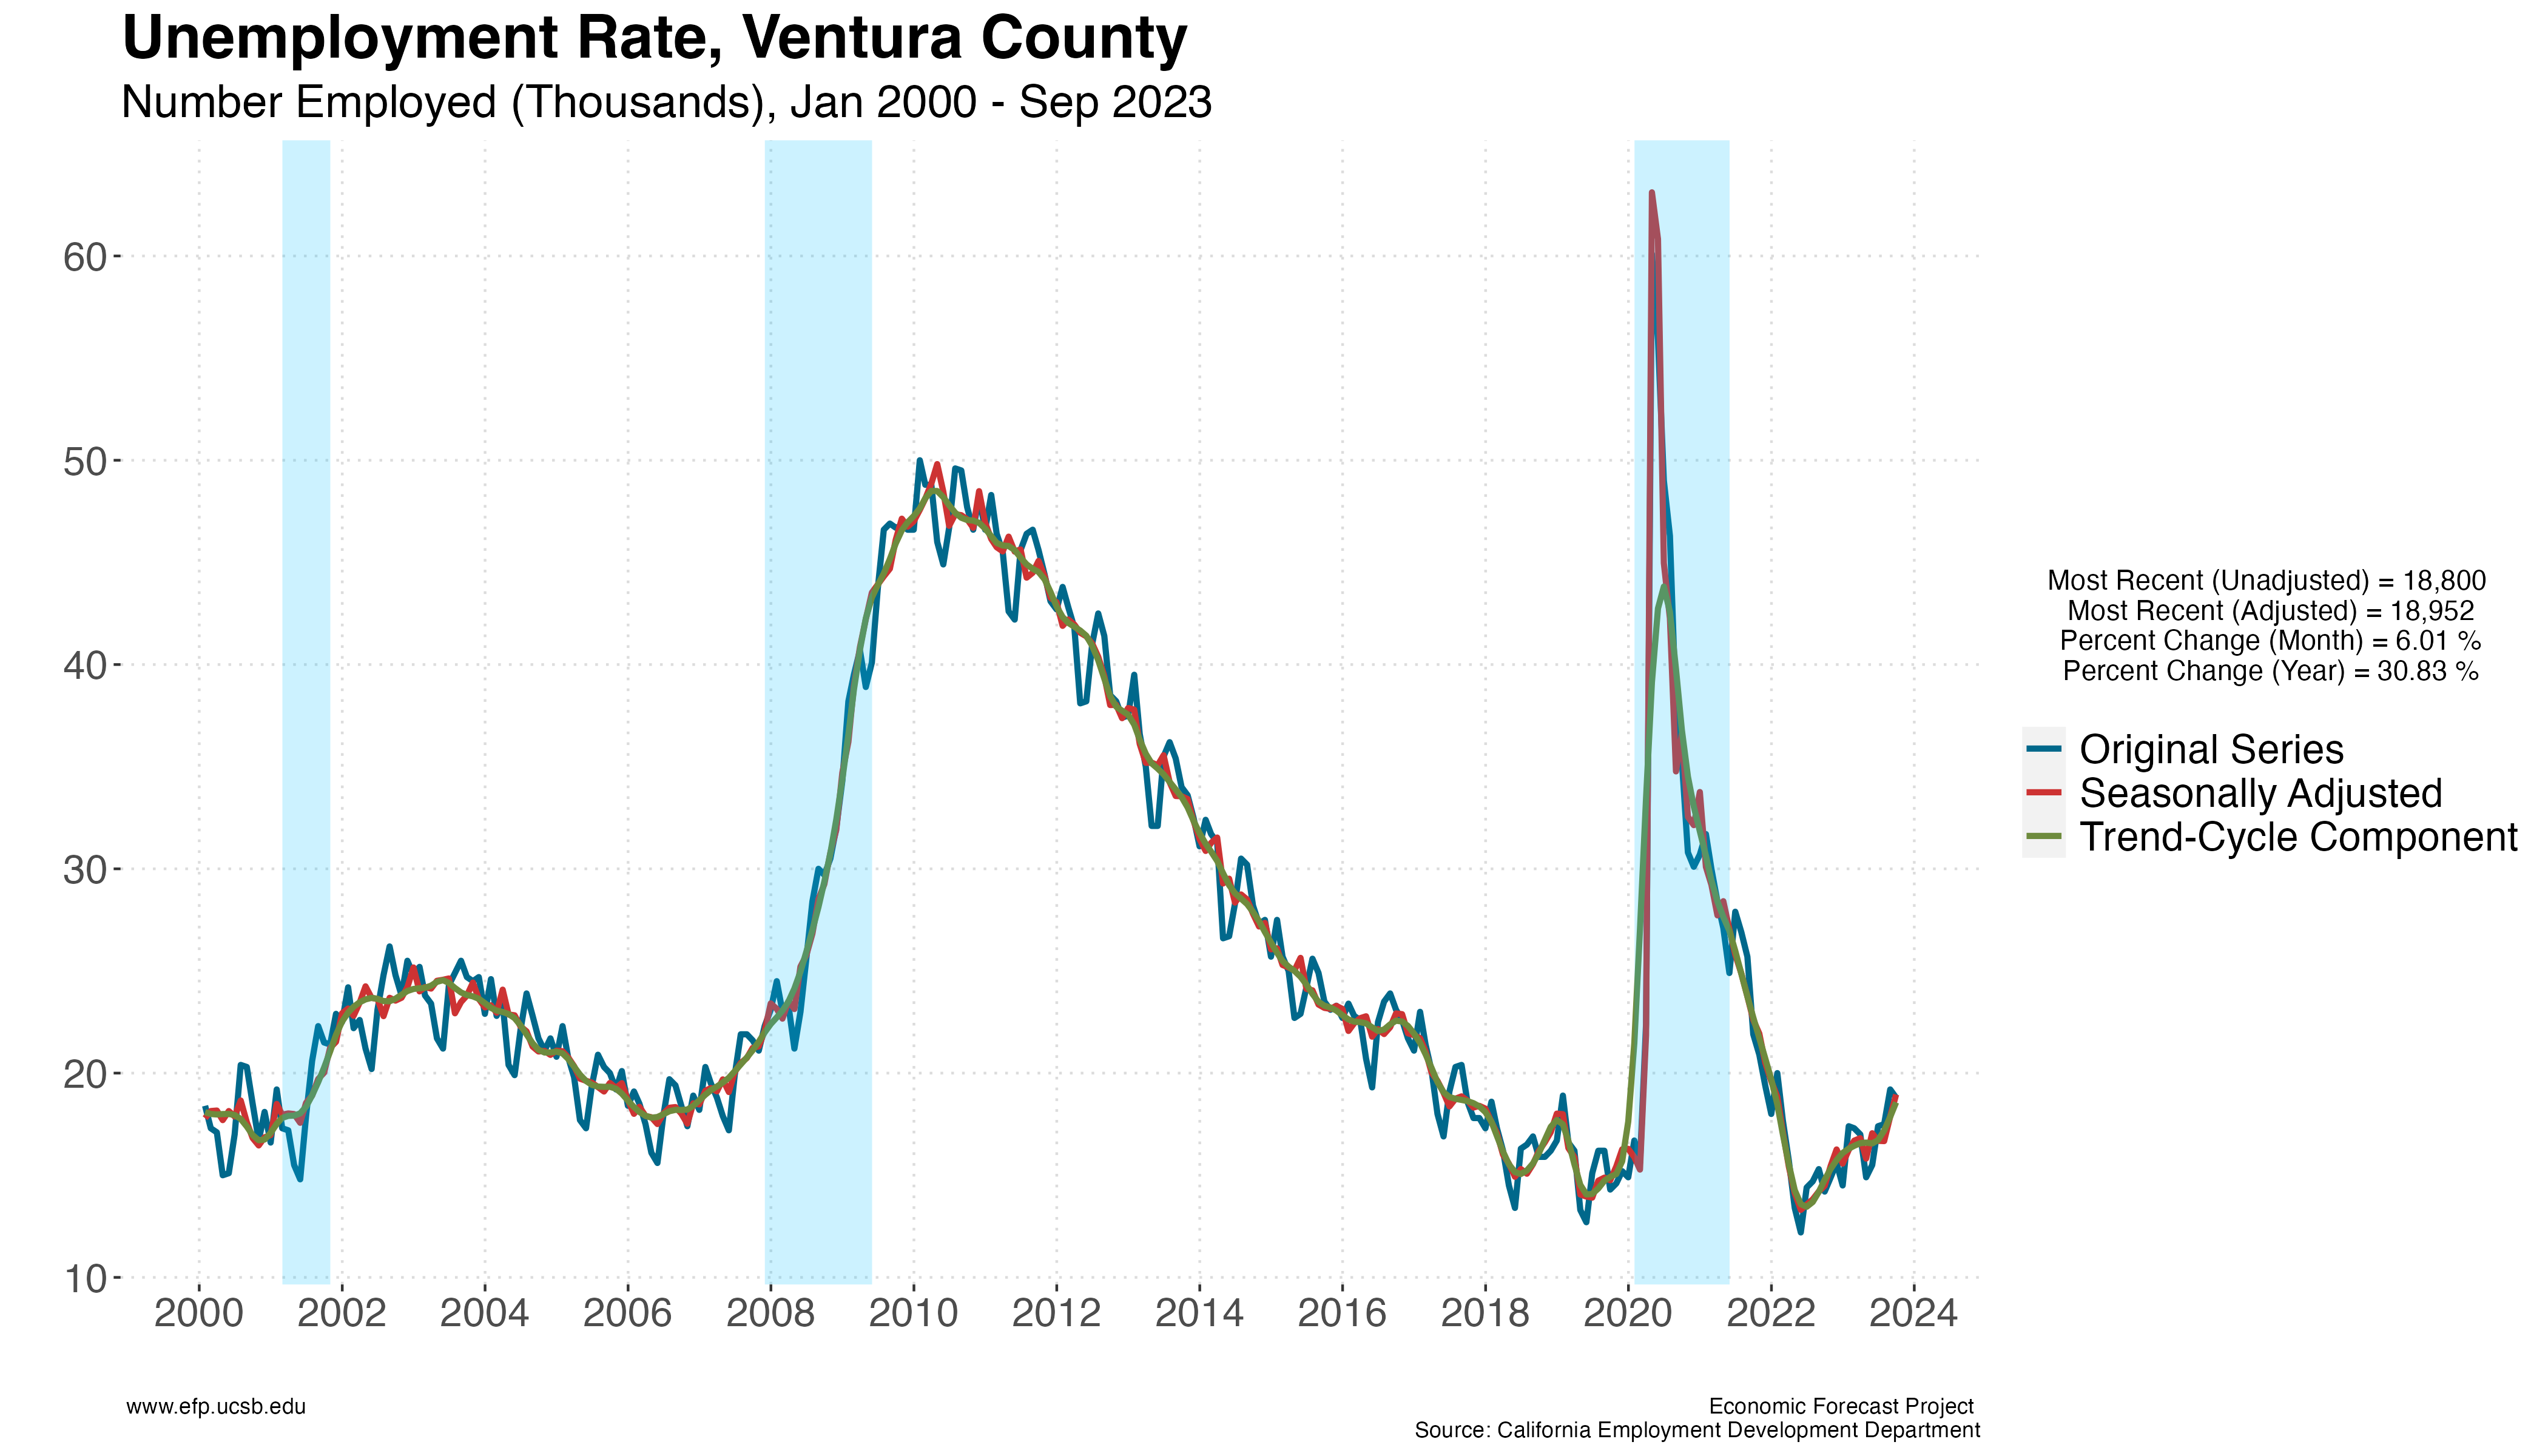 Unemployment Rate, Ventura County
Number Employed (Thousands), Jan 2000 - Sep 2023
60
50
40
30
20
10
2000 2002 2004 2006 2008 2010 2012 2014 2016 2018 2020 2022 2024
Most Recent (Unadjusted) = 18,800
Most Recent (Adjusted) = 18,952
Percent Change (Month) = 6.01 %
Percent Change (Year) = 30.83 %
Original Series
Seasonally Adjusted
Trend-Cycle Component
www.efp.ucsb.edu
Economic Forecast Project
Source: California Employment Development Department